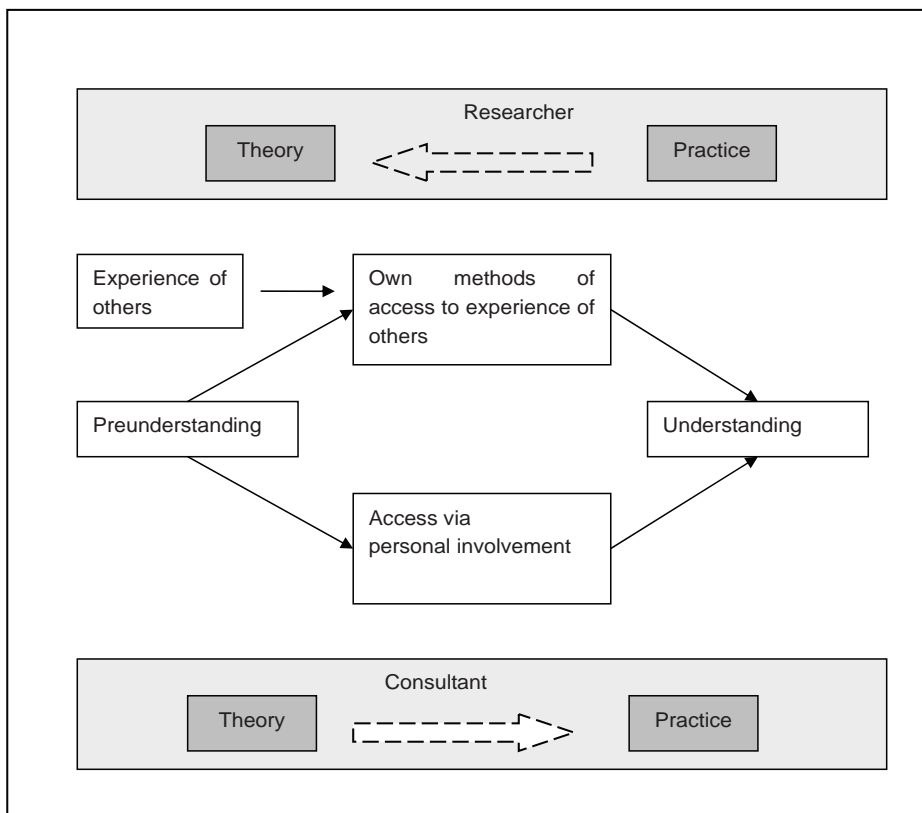 Researcher
Theory
Practice
Experience of
others
Own methods of
access to experience of
others
Preunderstanding
Understanding
Access via
personal involvement
Consultant
Theory
Practice